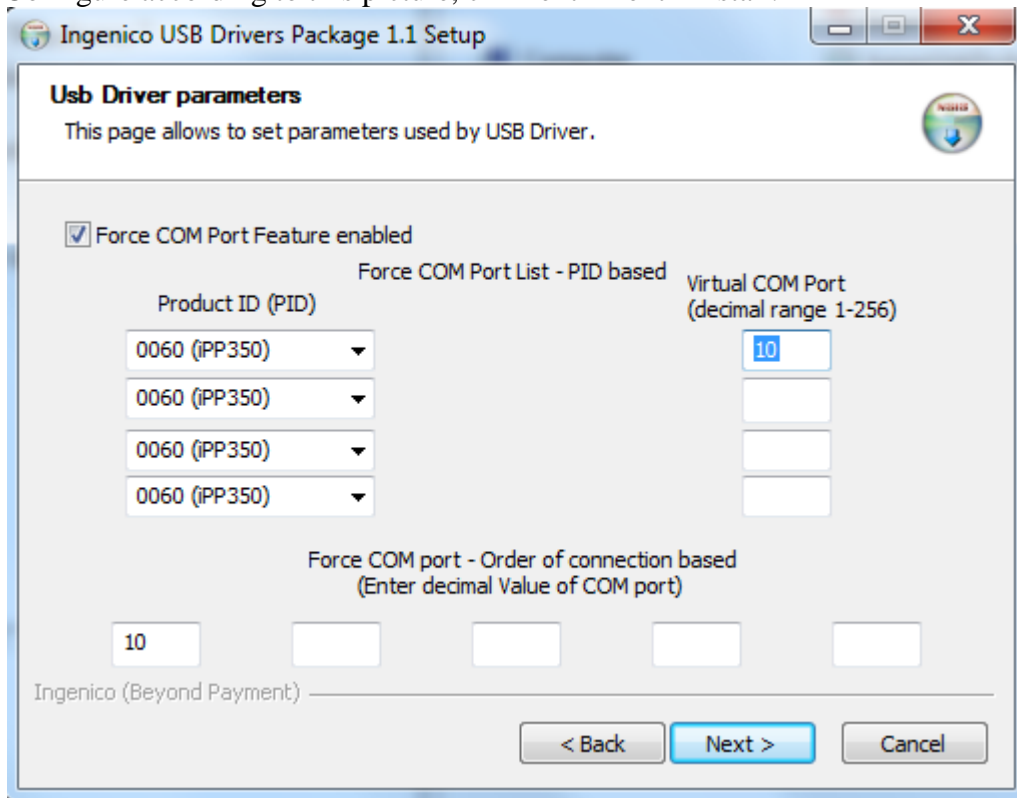 Ingenico USB Drivers Package 1.1 Setup
Usb Driver parameters
This page allows to set parameters used by USB Driver.
Force COM Port Feature enabled
Force COM Port List - PID based
Product ID (PID)
Virtual COM Port
(decimal range 1-256)
0060 (iPP350)
10
0060 (iPP350)
0060 (iPP350)
0060 (iPP350)
Force COM port - Order of connection based
(Enter decimal Value of COM port)
10
Ingenico (Beyond Payment)
< Back
Next >
Cancel